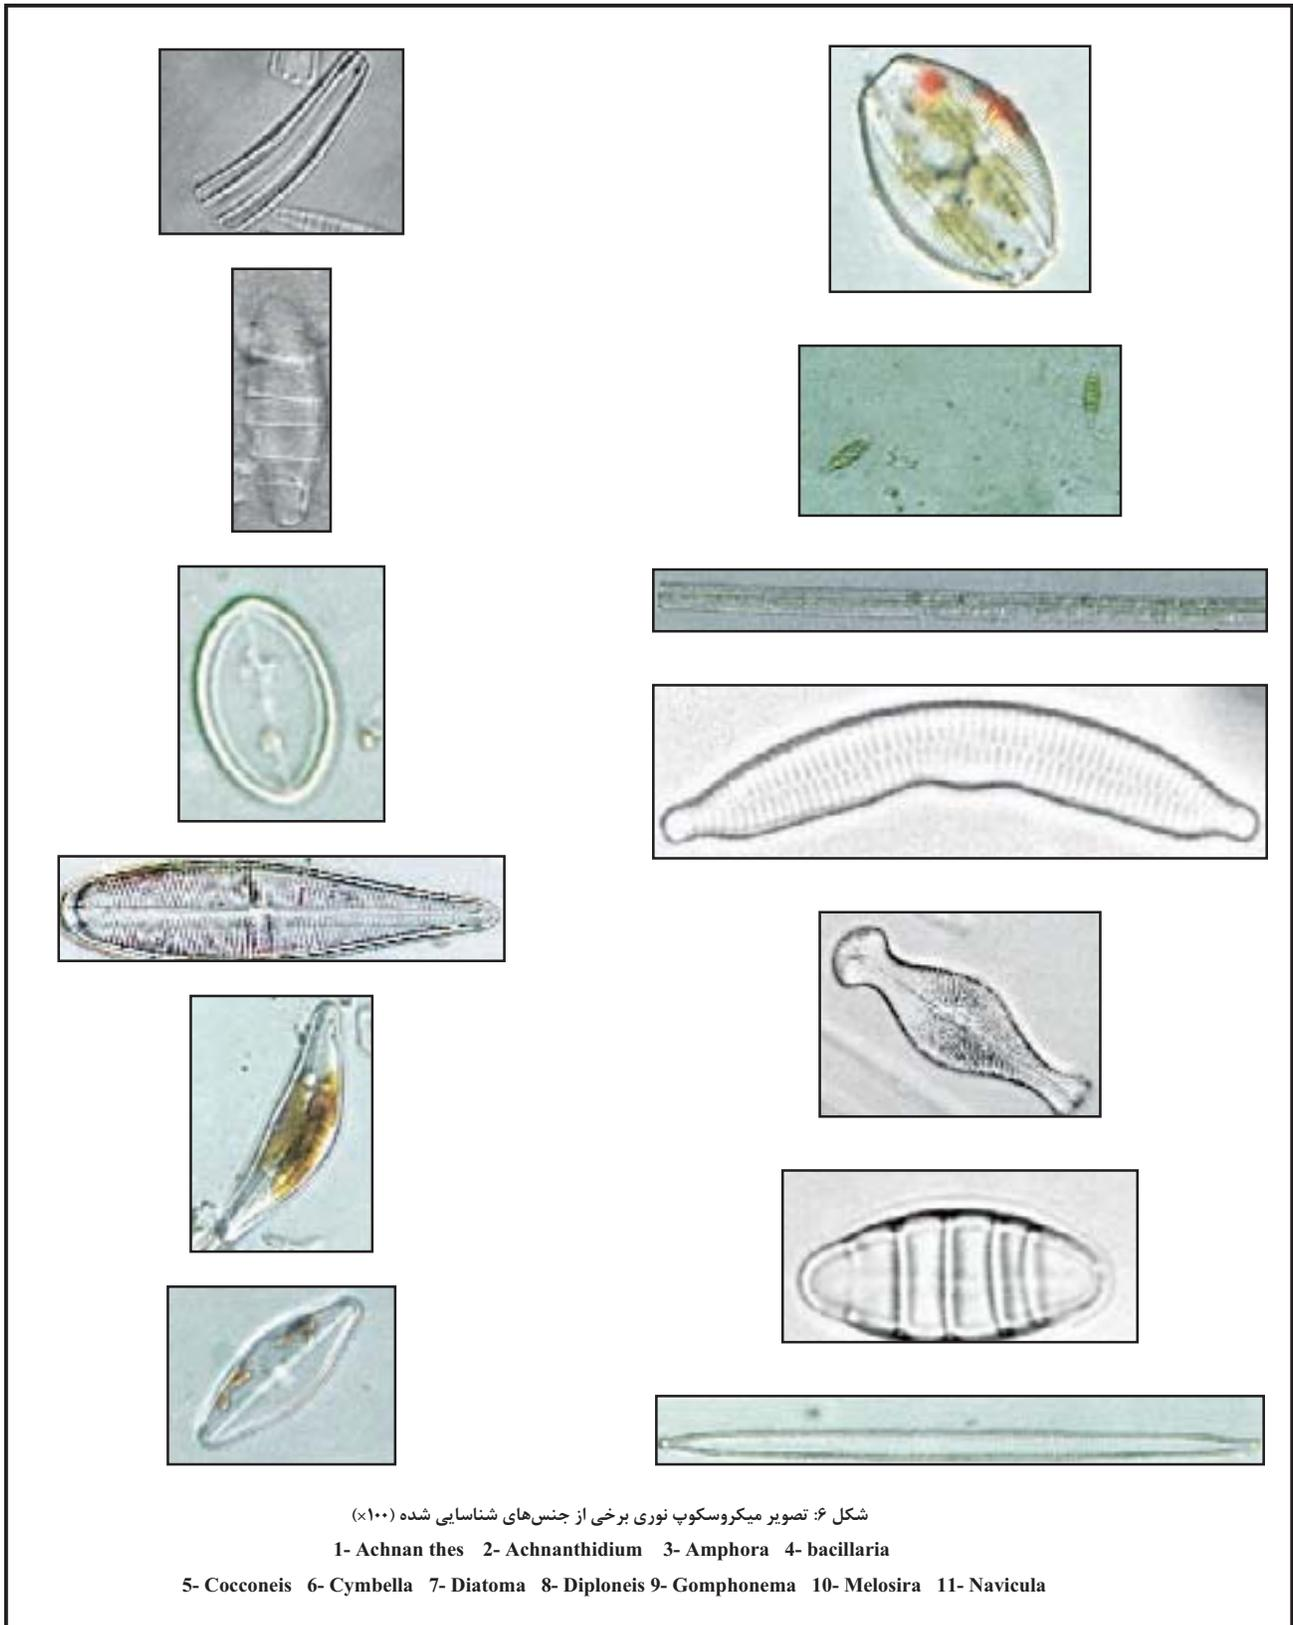 شکل ۶: تصویر میکروسکوپ نوری برخی از جنس‌های شناسایی شده (۱۰۰×)
1- Achnan thes 2- Achnanthidium 3- Amphora 4- bacillaria
5- Cocconeis 6- Cymbella 7- Diatoma 8- Diploneis 9- Gomphonema 10- Melosira 11- Navicula